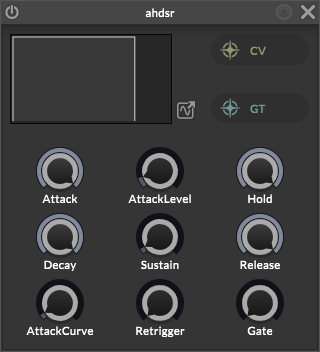 ahdsr
CV
GT
Attack AttackLevel Hold
Decay Sustain Release
AttackCurve Retrigger Gate